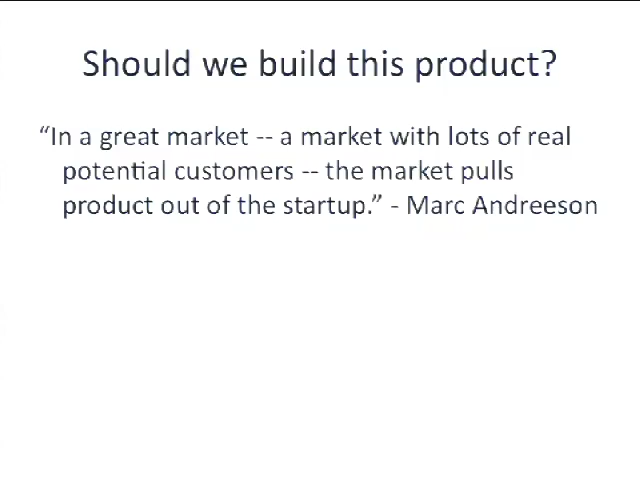 Should we build this product?
“In a great market -- a market with lots of real
potential customers -- the market pulls
product out of the startup.” - Marc Andreeson